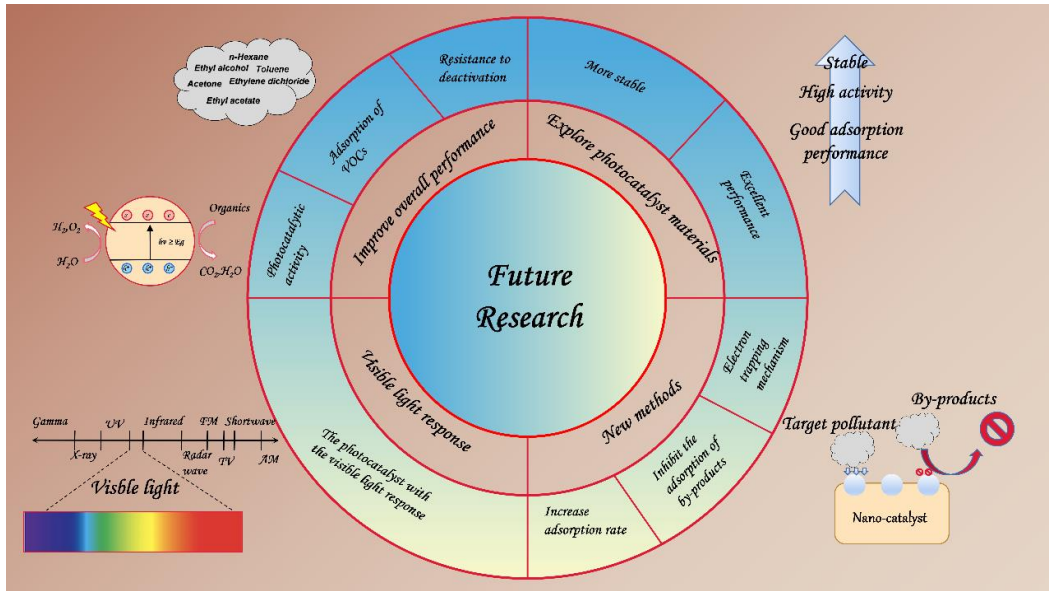 n-Hexane
Ethyl alcohol Toluene
Acetone Ethylene dichloride
Ethyl acetate
Resistance to
deactivation
More stable
Adsorption of
VOCs
Excellent
performance
Photocatalytic
activity
Improve overall performance
Explore photocatalyst materials
Stable
High activity
Good adsorption
performance
H₂,O₂
H₂O
hν ≥ Eg
Organics
CO₂,H₂O
Future
Research
Visible light response
New methods
The photocatalyst with
the visible light response
Electron
trapping
mechanism
Inhibit the
adsorption of
by-products
Increase
adsorption rate
Gamma UV Infrared FM Shortwave
X-ray Radar TV AM
wave
Visble light
By-products
Target pollutant
Nano-catalyst